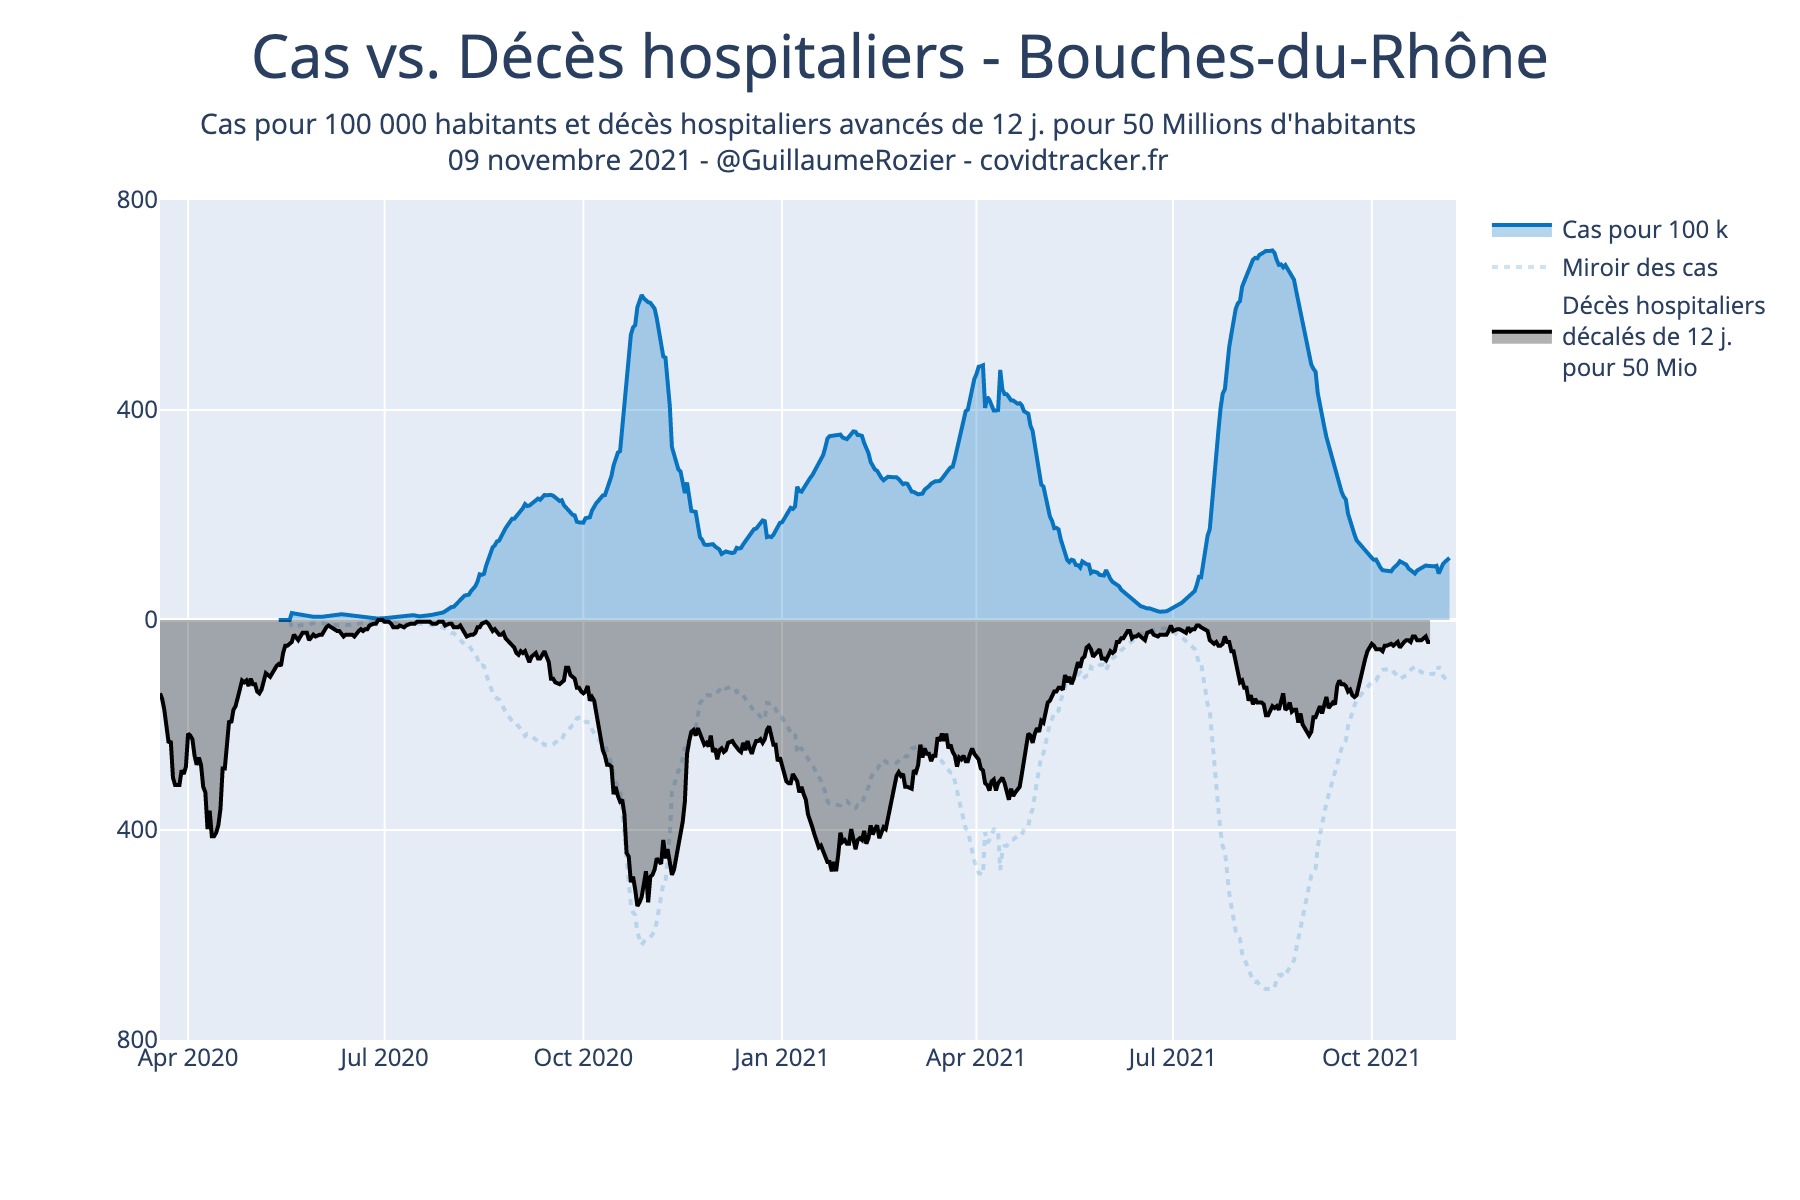 Cas vs. Décès hospitaliers - Bouches-du-Rhône
Cas pour 100 000 habitants et décès hospitaliers avancés de 12 j. pour 50 Millions d'habitants
09 novembre 2021 - @GuillaumeRozier - covidtracker.fr
800
400
0
400
800
Apr 2020
Jul 2020
Oct 2020
Jan 2021
Apr 2021
Jul 2021
Oct 2021
Cas pour 100 k
Miroir des cas
Décès hospitaliers
décalés de 12 j.
pour 50 Mio